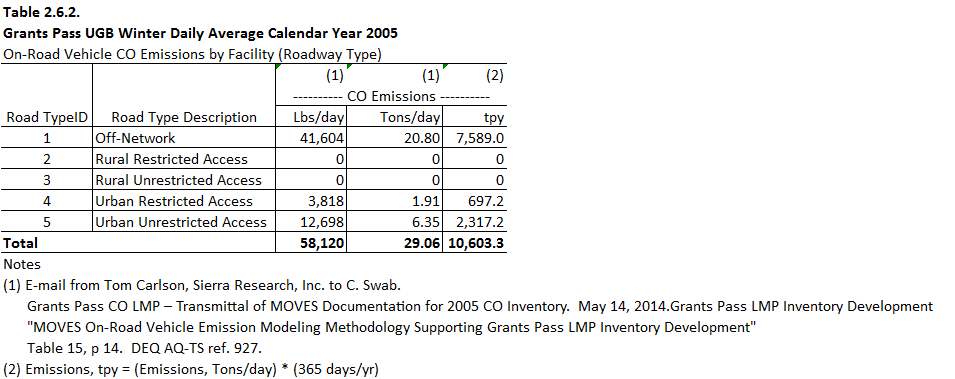 Table 2.6.2.
Grants Pass UGB Winter Daily Average Calendar Year 2005
On-Road Vehicle CO Emissions by Facility (Roadway Type)
(1) (1) (2)
---------- CO Emissions ----------
Road TypeID Road Type Description Lbs/day Tons/day tpy
1 Off-Network 41,604 20.80 7,589.0
2 Rural Restricted Access 0 0 0
3 Rural Unrestricted Access 0 0 0
4 Urban Restricted Access 3,818 1.91 697.2
5 Urban Unrestricted Access 12,698 6.35 2,317.2
Total 58,120 29.06 10,603.3
Notes
(1) E-mail from Tom Carlson, Sierra Research, Inc. to C. Swab.
Grants Pass CO LMP – Transmittal of MOVES Documentation for 2005 CO Inventory. May 14, 2014.Grants Pass LMP Inventory Development
"MOVES On-Road Vehicle Emission Modeling Methodology Supporting Grants Pass LMP Inventory Development"
Table 15, p 14. DEQ AQ-TS ref. 927.
(2) Emissions, tpy = (Emissions, Tons/day) * (365 days/yr)